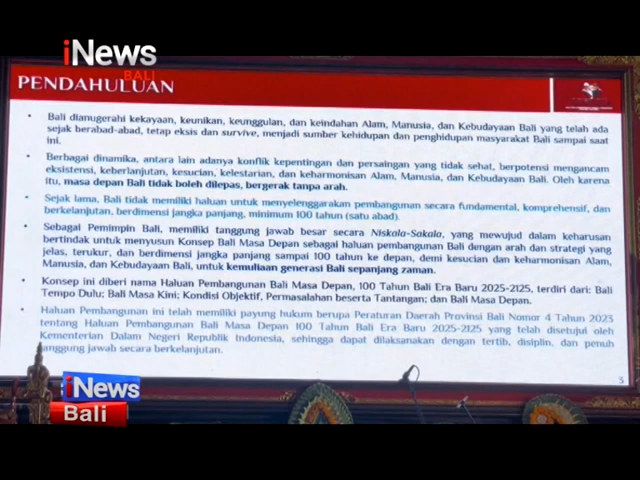 iNews
BALI
PENDAHULUAN
• Bali dianugerahi kekayaan, keunikan, keunggulan, dan keindahan Alam, Manusia, dan Kebudayaan Bali yang telah ada
sejak berabad-abad, tetap eksis dan survive, menjadi sumber kehidupan dan penghidupan masyarakat Bali sampai saat
ini.
• Berbagai dinamika, antara lain adanya konflik kepentingan dan persaingan yang tidak sehat, berpotensi mengancam
eksistensi, keberlanjutan, kesucian, kelestarian, dan keharmonisan Alam, Manusia, dan Kebudayaan Bali. Oleh karena
itu, masa depan Bali tidak boleh dilepas, bergerak tanpa arah.
• Sejak lama, Bali tidak memiliki haluan untuk menyelenggarakan pembangunan secara fundamental, komprehensif, dan
berkelanjutan, berdimensi jangka panjang, minimum 100 tahun (satu abad).
• Sebagai Pemimpin Bali, memiliki tanggung jawab besar secara Niskala-Sakala, yang mewujud dalam keharusan
bertindak untuk menyusun Konsep Bali Masa Depan sebagai haluan pembangunan Bali dengan arah dan strategi yang
jelas, terukur, dan berdimensi jangka panjang sampai 100 tahun ke depan, demi kesucian dan keharmonisan Alam,
Manusia, dan Kebudayaan Bali, untuk kemuliaan generasi Bali sepanjang zaman.
• Konsep ini diberi nama Haluan Pembangunan Bali Masa Depan, 100 Tahun Bali Era Baru 2025-2125, terdiri dari: Bali
Tempo Dulu; Bali Masa Kini; Kondisi Objektif, Permasalahan beserta Tantangan; dan Bali Masa Depan.
• Haluan Pembangunan ini telah memiliki payung hukum berupa Peraturan Daerah Provinsi Bali Nomor 4 Tahun 2023
tentang Haluan Pembangunan Bali Masa Depan 100 Tahun Bali Era Baru 2025-2125 yang telah disetujui oleh
Kementerian Dalam Negeri Republik Indonesia, sehingga dapat dilaksanakan dengan tertib, disiplin, dan penuh
tanggung jawab secara berkelanjutan.
3
iNews
Bali